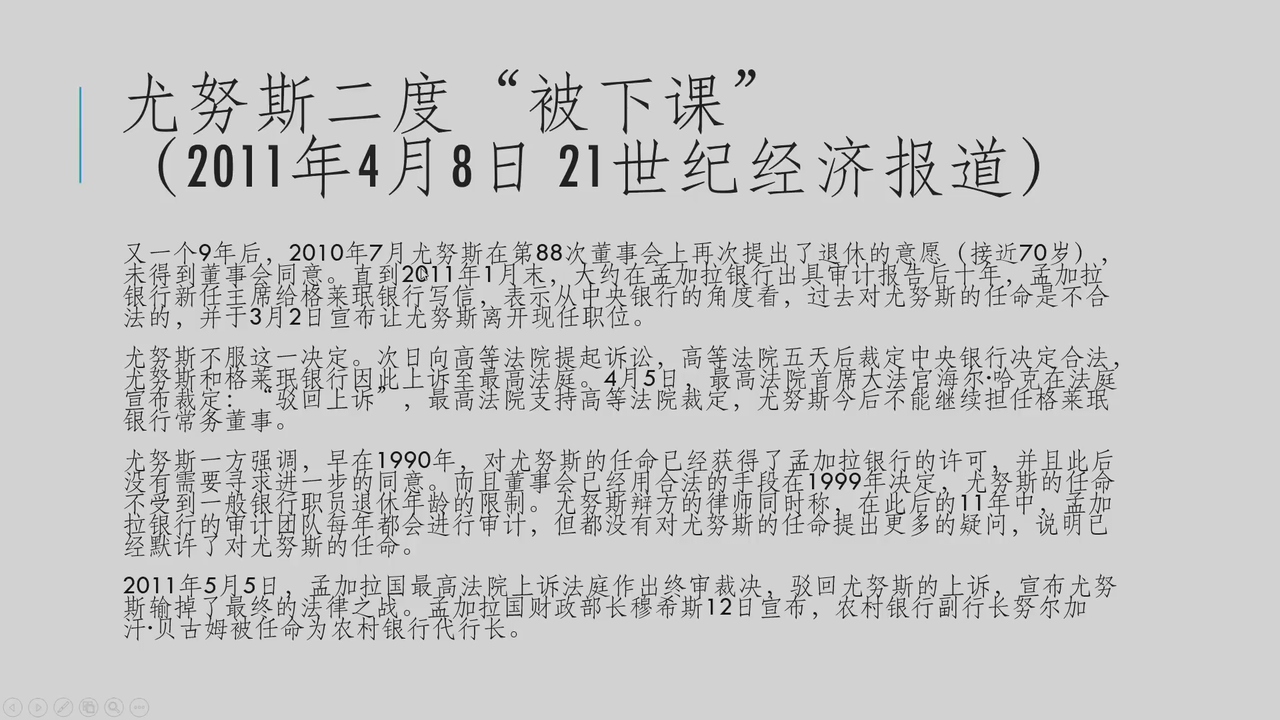 尤努斯二度“被下课”
（2011年4月8日 21世纪经济报道）
又一个9年后，2010年7月尤努斯在第88次董事会上再次提出了退休的意愿（接近70岁），
未得到董事会同意。直到2011年1月末，大约在孟加拉银行出具审计报告后十年，孟加拉
银行新任主席给格莱珉银行写信，表示从中央银行的角度看，过去对尤努斯的任命是不合
法的，并于3月2日宣布让尤努斯离开现任职位。
尤努斯不服这一决定。次日向高等法院提起诉讼，高等法院五天后裁定中央银行决定合法，
尤努斯和格莱珉银行因此上诉至最高法庭。4月5日，最高法院首席大法官海尔·哈克在法庭
宣布裁定：“驳回上诉”，最高法院支持高等法院裁定，尤努斯今后不能继续担任格莱珉
银行常务董事。
尤努斯一方强调，早在1990年，对尤努斯的任命已经获得了孟加拉银行的许可，并且此后
没有需要寻求进一步的同意。而且董事会已经用合法的手段在1999年决定，尤努斯的任命
不受到一般银行职员退休年龄的限制。尤努斯辩方的律师同时称，在此后的11年中，孟加
拉银行的审计团队每年都会进行审计，但都没有对尤努斯的任命提出更多的疑问，说明已
经默许了对尤努斯的任命。
2011年5月5日，孟加拉国最高法院上诉法庭作出终审裁决，驳回尤努斯的上诉，宣布尤努
斯输掉了最终的法律之战。孟加拉国财政部长穆希斯12日宣布，农村银行副行长努尔加
汗·贝古姆被任命为农村银行代行长。